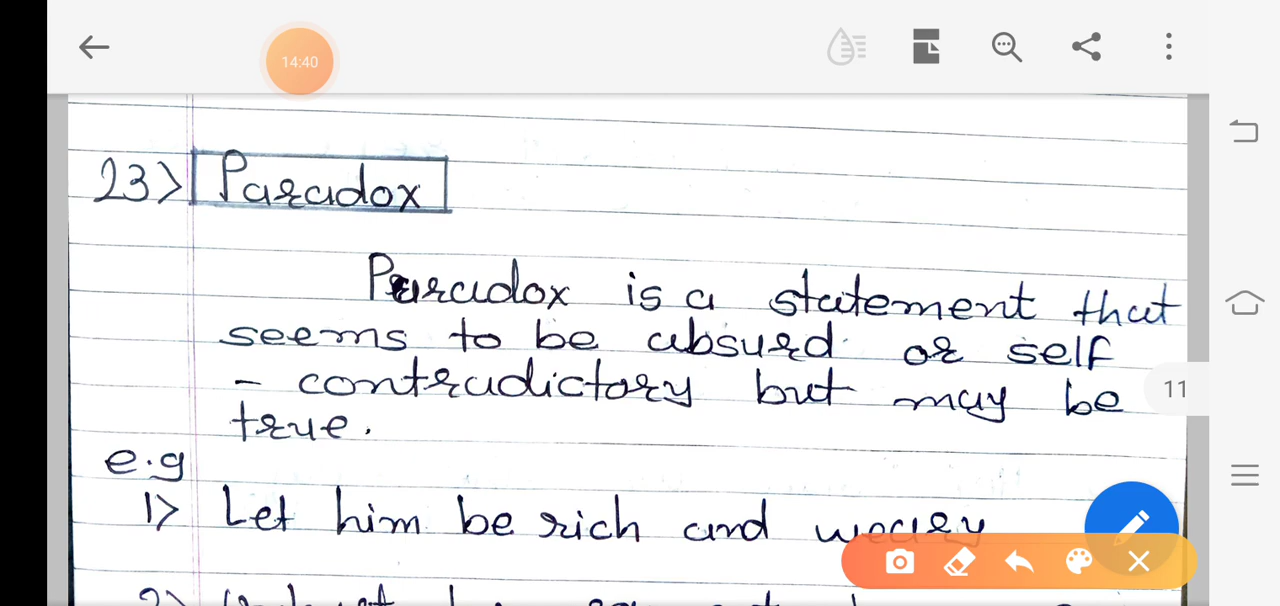 14:40
23> Paradox
Paradox is a statement that
seems to be absurd or self
- contradictory but may be
true.
11
e.g
1> Let him be rich and weary
2)